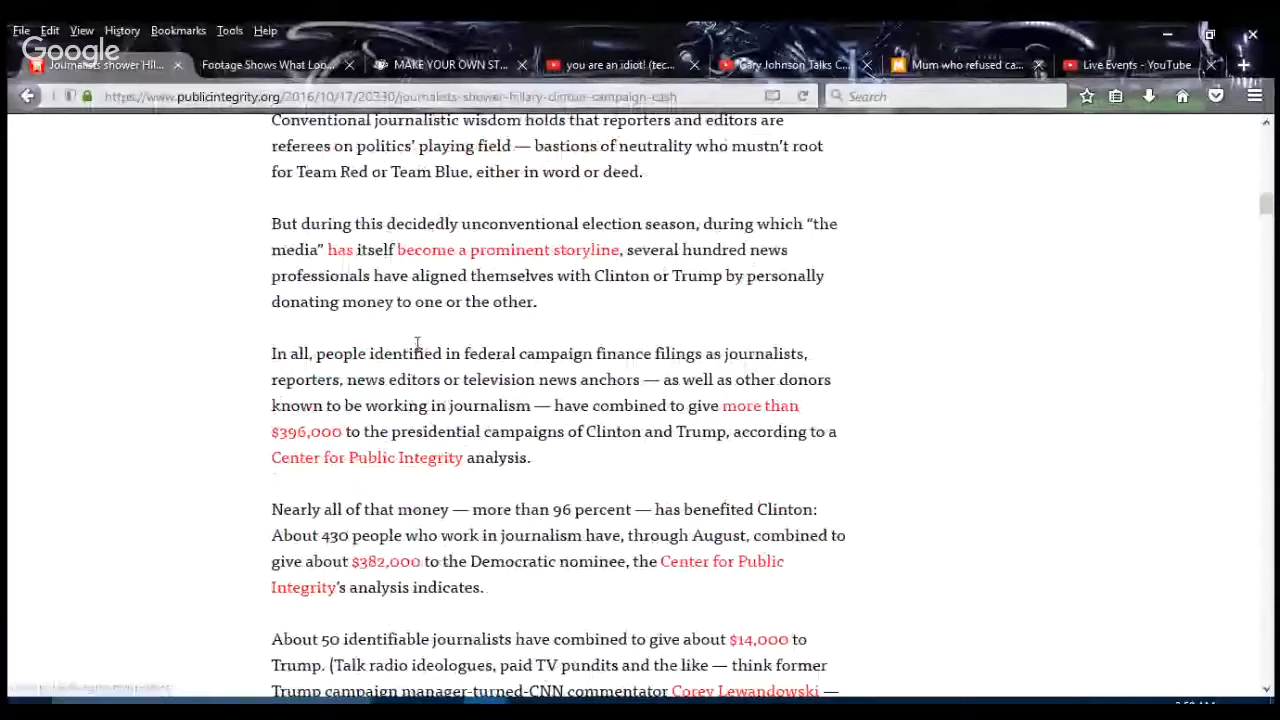 File Edit View History Bookmarks Tools Help
Google
Journalists shower Hil... Footage Shows What Loo... MAKE YOUR OWN ST... you are an idiot! (tec... Gary Johnson Talks C... Mum who refused ca... Live Events - YouTube
https://www.publicintegrity.org/2016/10/17/20330/journalists-shower-hillary-clinton-campaign-cash Search
Conventional journalistic wisdom holds that reporters and editors are
referees on politics' playing field — bastions of neutrality who mustn't root
for Team Red or Team Blue, either in word or deed.
But during this decidedly unconventional election season, during which “the
media” has itself become a prominent storyline, several hundred news
professionals have aligned themselves with Clinton or Trump by personally
donating money to one or the other.
In all, people identified in federal campaign finance filings as journalists,
reporters, news editors or television news anchors — as well as other donors
known to be working in journalism — have combined to give more than
$396,000 to the presidential campaigns of Clinton and Trump, according to a
Center for Public Integrity analysis.
Nearly all of that money — more than 96 percent — has benefited Clinton:
About 430 people who work in journalism have, through August, combined to
give about $382,000 to the Democratic nominee, the Center for Public
Integrity's analysis indicates.
About 50 identifiable journalists have combined to give about $14,000 to
Trump. (Talk radio ideologues, paid TV pundits and the like — think former
Trump campaign manager-turned-CNN commentator Corey Lewandowski —